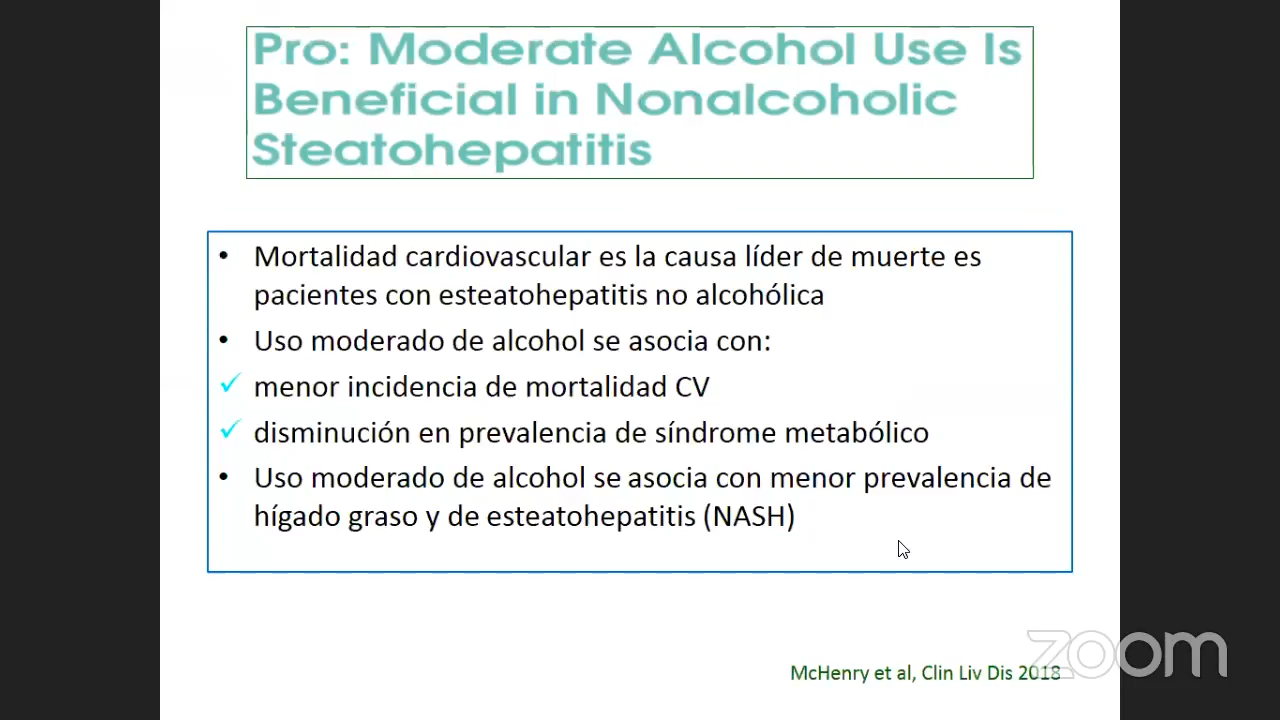 Pro: Moderate Alcohol Use Is
Beneficial in Nonalcoholic
Steatohepatitis
• Mortalidad cardiovascular es la causa líder de muerte es
pacientes con esteatohepatitis no alcohólica
• Uso moderado de alcohol se asocia con:
✓ menor incidencia de mortalidad CV
✓ disminución en prevalencia de síndrome metabólico
• Uso moderado de alcohol se asocia con menor prevalencia de
hígado graso y de esteatohepatitis (NASH)
McHenry et al, Clin Liv Dis 2018
zoom